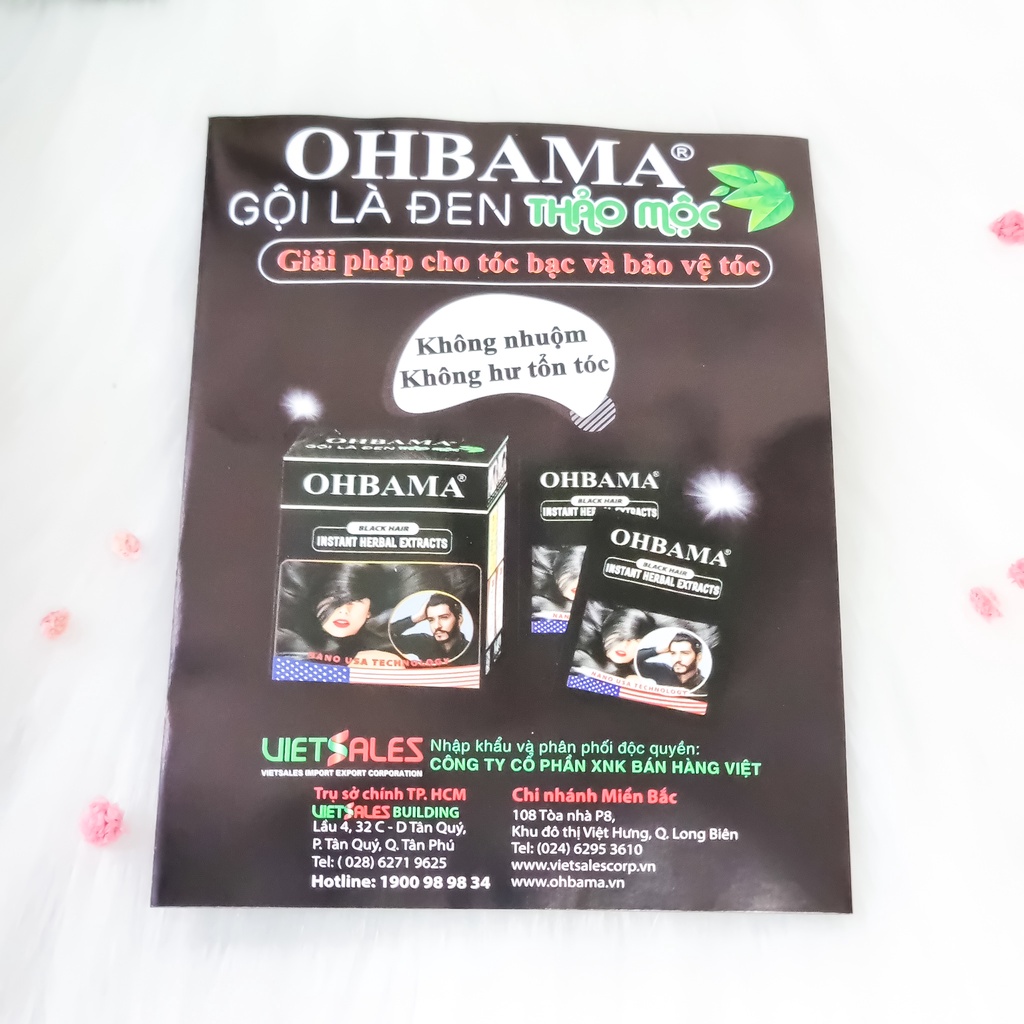 OHBAMA®
GỘI LÀ ĐEN THẢO MỘC
Giải pháp cho tóc bạc và bảo vệ tóc
Không nhuộm
Không hư tổn tóc
OHBAMA
GỘI LÀ ĐEN THẢO MỘC
OHBAMA®
BLACK HAIR
INSTANT HERBAL EXTRACTS
NANO USA TECHNOLOGY
OHBAMA®
BLACK HAIR
INSTANT HERBAL EXTRACTS
OHBAMA®
BLACK HAIR
INSTANT HERBAL EXTRACTS
NANO USA TECHNOLOGY
VIETSALES
VIETSALES IMPORT EXPORT CORPORATION
Nhập khẩu và phân phối độc quyền:
CÔNG TY CỔ PHẦN XNK BÁN HÀNG VIỆT
Trụ sở chính TP. HCM
VIETSALES BUILDING
Lầu 4, 32 C - D Tân Quý,
P. Tân Quý, Q. Tân Phú
Tel: ( 028) 6271 9625
Hotline: 1900 98 98 34
Chi nhánh Miền Bắc
108 Tòa nhà P8,
Khu đô thị Việt Hưng, Q. Long Biên
Tel: (024) 6295 3610
www.vietsalescorp.vn
www.ohbama.vn